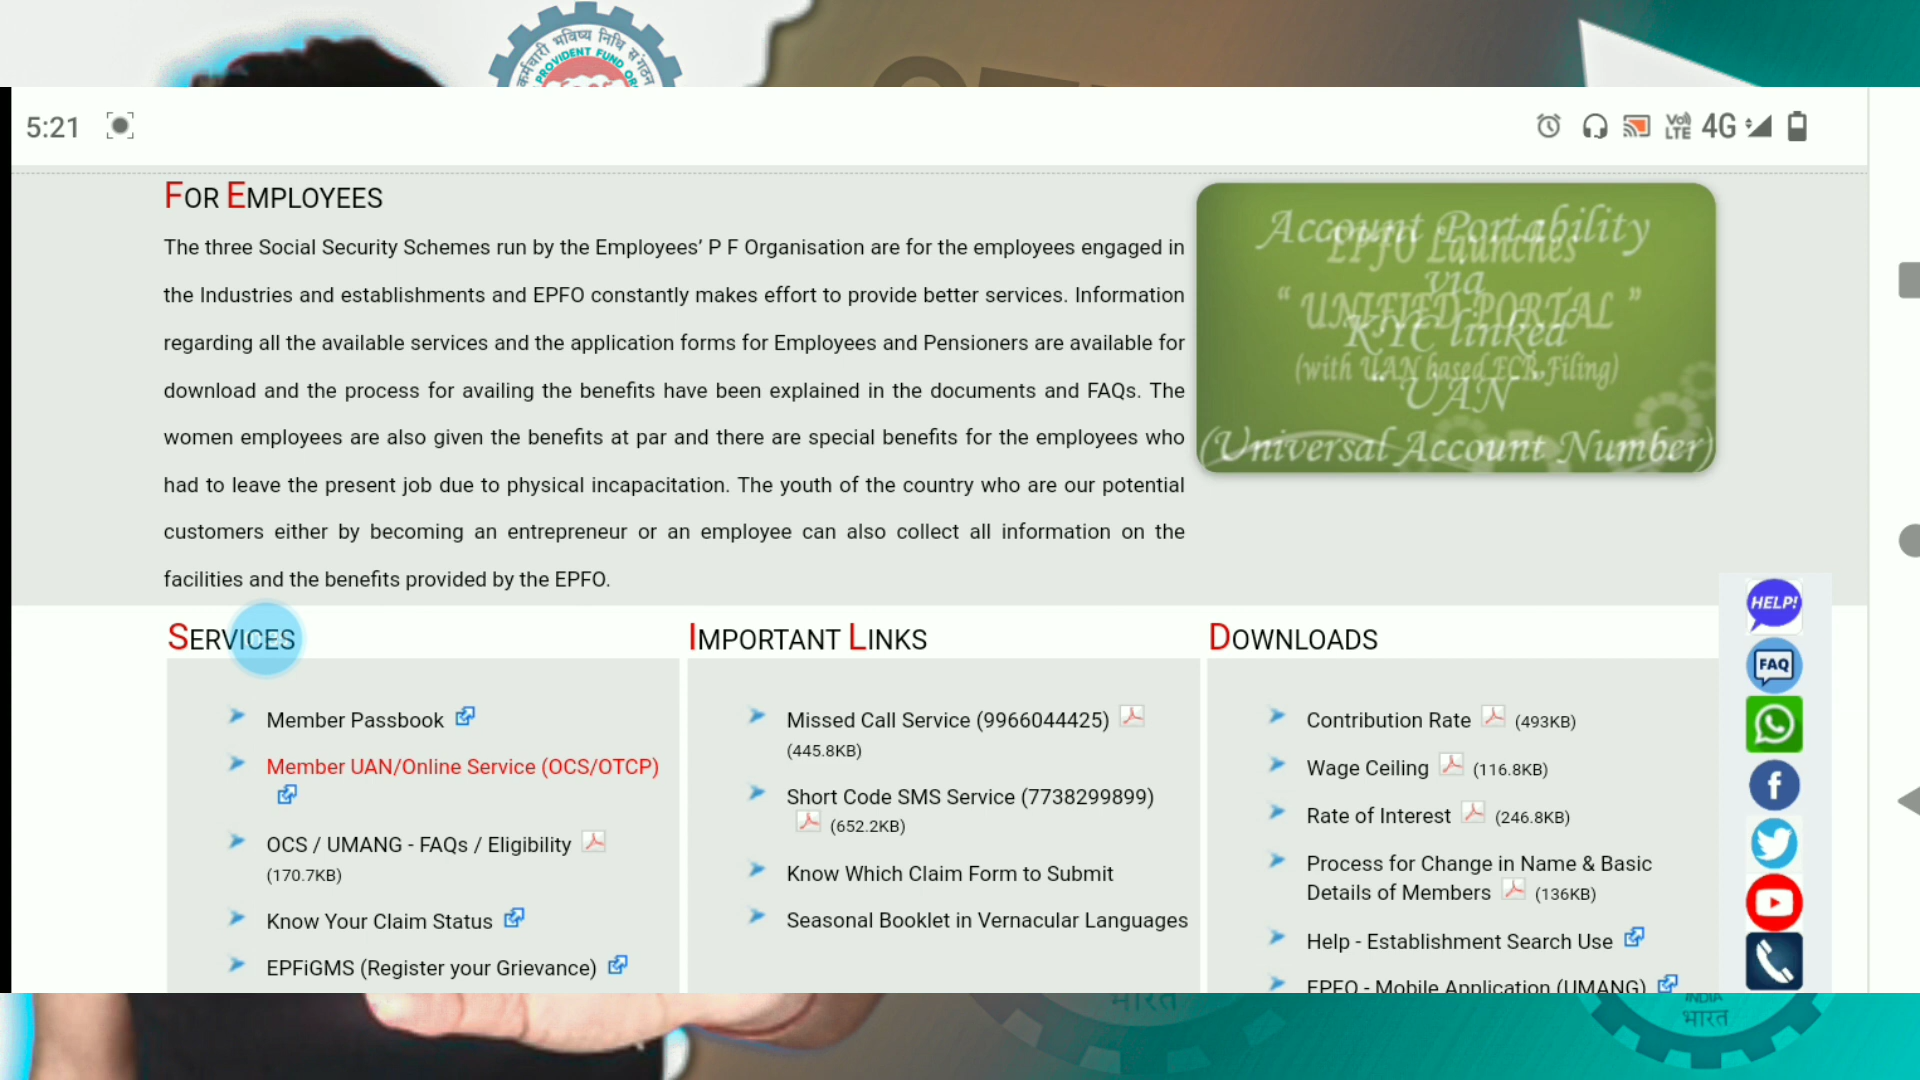 कर्मचारी भविष्य निधि संगठन
PROVIDENT FUND OR
5:21
Vo) LTE 4G
FOR EMPLOYEES
The three Social Security Schemes run by the Employees' P F Organisation are for the employees engaged in
the Industries and establishments and EPFO constantly makes effort to provide better services. Information
regarding all the available services and the application forms for Employees and Pensioners are available for
download and the process for availing the benefits have been explained in the documents and FAQs. The
women employees are also given the benefits at par and there are special benefits for the employees who
had to leave the present job due to physical incapacitation. The youth of the country who are our potential
customers either by becoming an entrepreneur or an employee can also collect all information on the
facilities and the benefits provided by the EPFO.
Account Portability
EPFO Launches
via
“ UNIFIED PORTAL ”
KYC linked
(with UAN based ECR Filing)
“UAN”
(Universal Account Number)
SERVICES
Member Passbook
Member UAN/Online Service (OCS/OTCP)
OCS / UMANG - FAQs / Eligibility
(170.7KB)
Know Your Claim Status
EPFiGMS (Register your Grievance)
IMPORTANT LINKS
Missed Call Service (9966044425)
(445.8KB)
Short Code SMS Service (7738299899)
(652.2KB)
Know Which Claim Form to Submit
Seasonal Booklet in Vernacular Languages
DOWNLOADS
Contribution Rate (493KB)
Wage Ceiling (116.8KB)
Rate of Interest (246.8KB)
Process for Change in Name & Basic
Details of Members (136KB)
Help - Establishment Search Use
EPFO - Mobile Application (UMANG)
HELP!
FAQ
भारत
INDIA
भारत